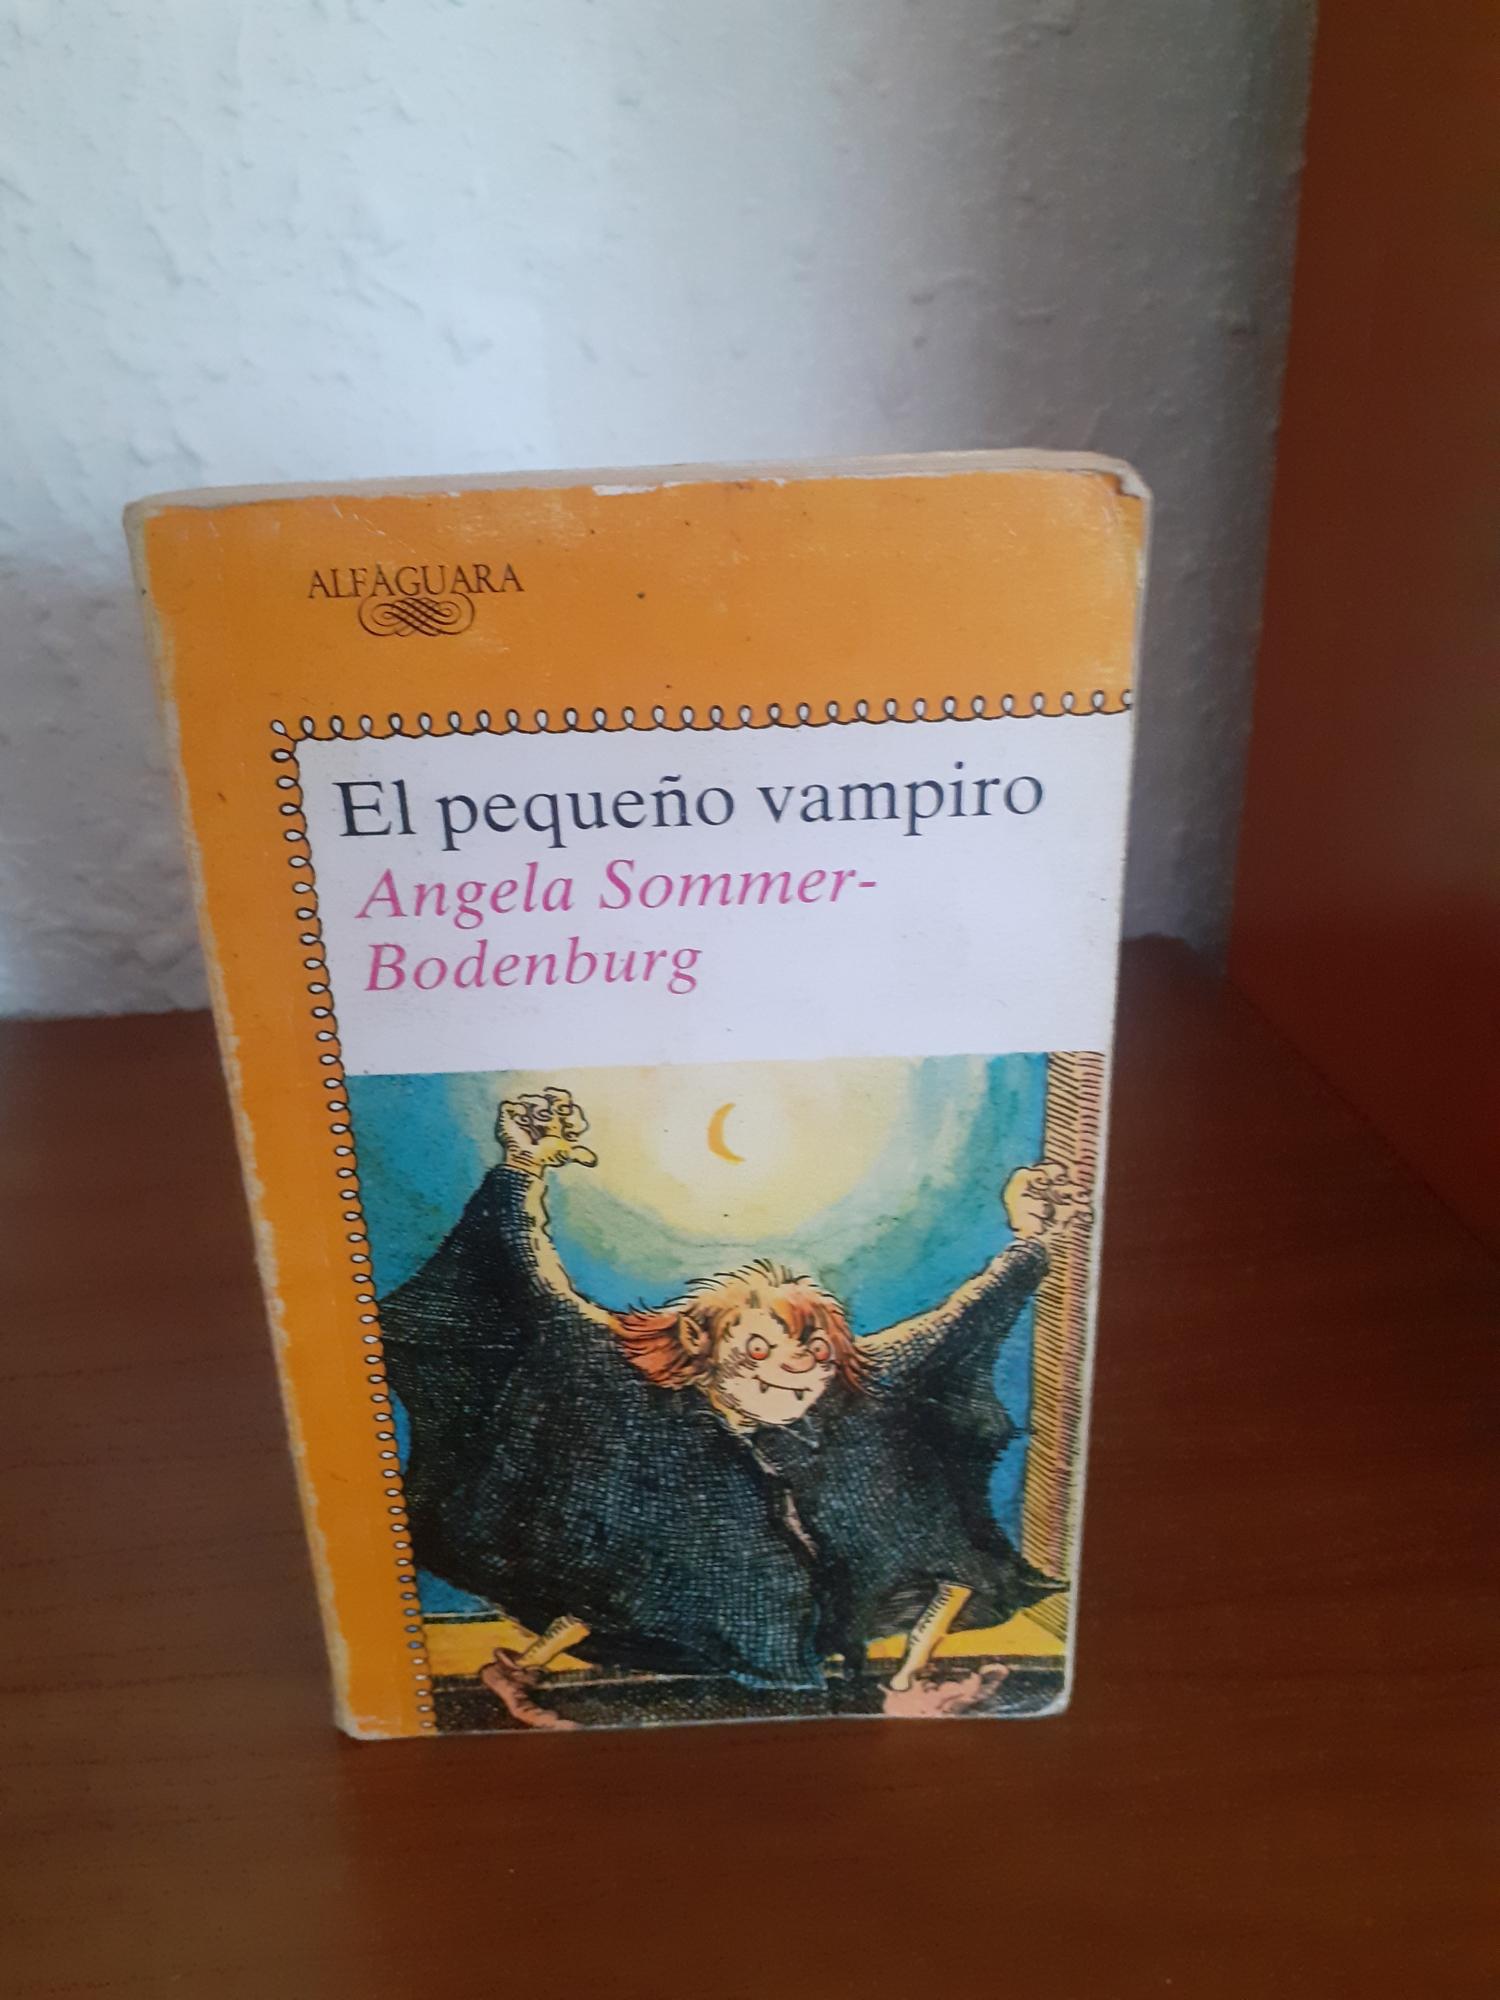 ALFAGUARA
El pequeño vampiro
Angela Sommer-
Bodenburg